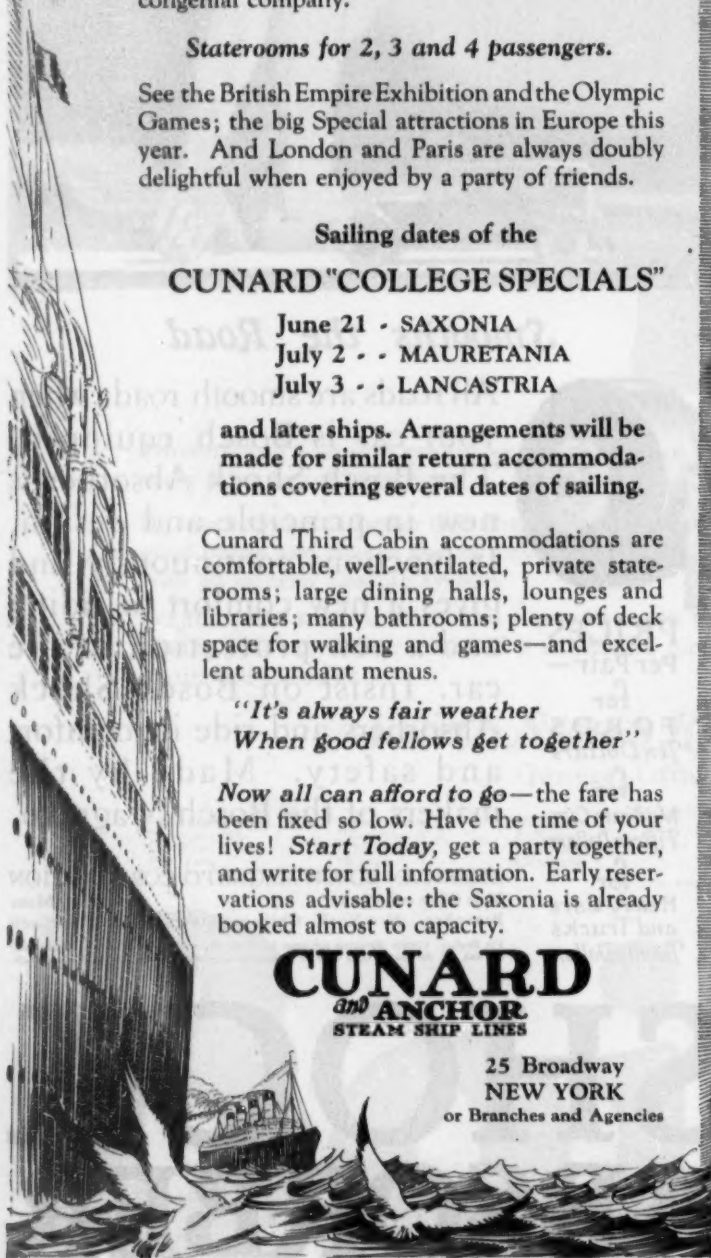 congenial company.
Staterooms for 2, 3 and 4 passengers.
See the British Empire Exhibition and the Olympic
Games; the big Special attractions in Europe this
year. And London and Paris are always doubly
delightful when enjoyed by a party of friends.
Sailing dates of the
CUNARD "COLLEGE SPECIALS"
June 21 - SAXONIA
July 2 - - MAURETANIA
July 3 - - LANCASTRIA
and later ships. Arrangements will be
made for similar return accommoda-
tions covering several dates of sailing.
Cunard Third Cabin accommodations are
comfortable, well-ventilated, private state-
rooms; large dining halls, lounges and
libraries; many bathrooms; plenty of deck
space for walking and games—and excel-
lent abundant menus.
"It's always fair weather
When good fellows get together"
Now all can afford to go—the fare has
been fixed so low. Have the time of your
lives! Start Today, get a party together,
and write for full information. Early reser-
vations advisable: the Saxonia is already
booked almost to capacity.
CUNARD
and ANCHOR
STEAM SHIP LINES
25 Broadway
NEW YORK
or Branches and Agencies